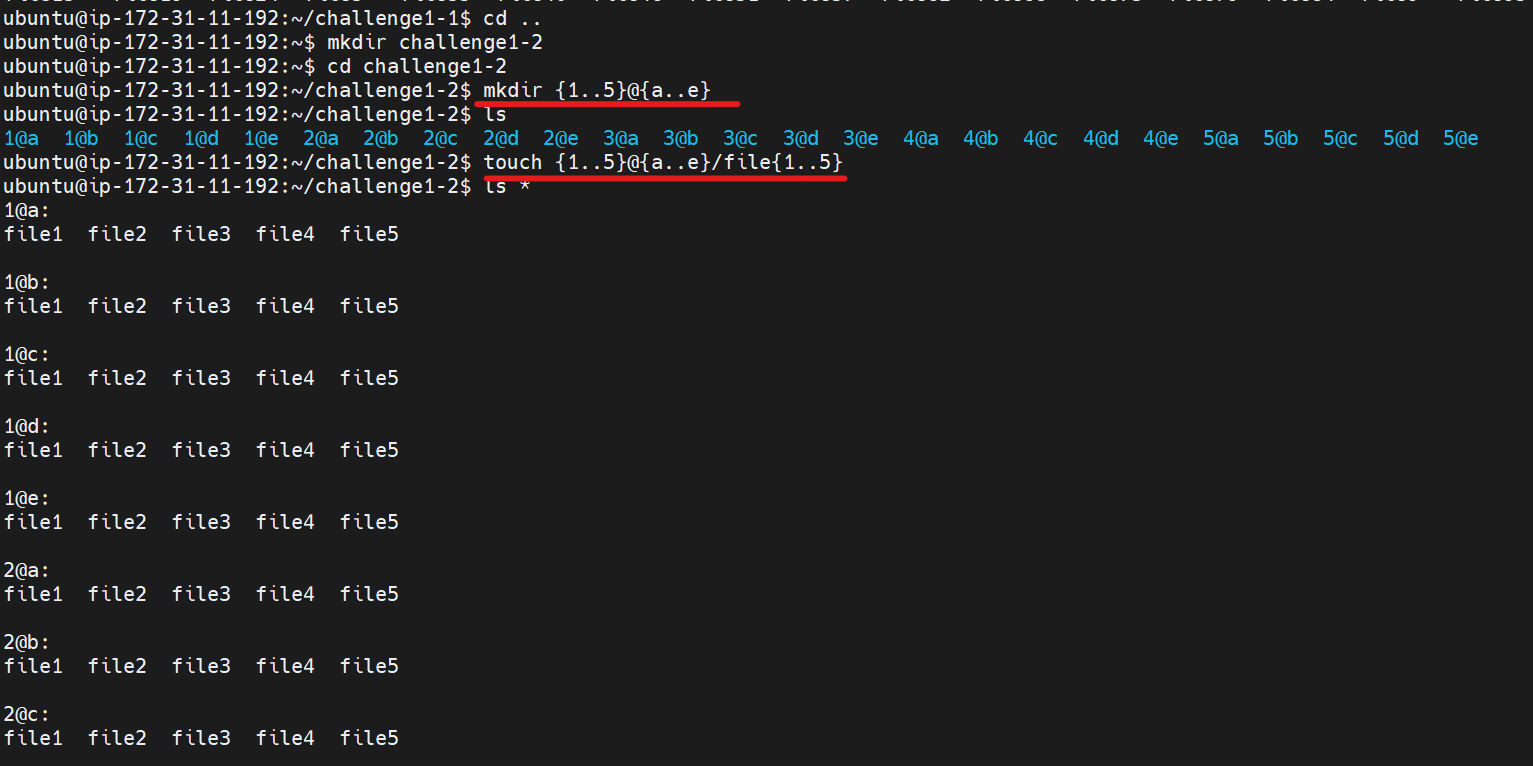 ubuntu@ip-172-31-11-192:~/challenge1-1$ cd ..
ubuntu@ip-172-31-11-192:~$ mkdir challenge1-2
ubuntu@ip-172-31-11-192:~$ cd challenge1-2
ubuntu@ip-172-31-11-192:~/challenge1-2$ mkdir {1..5}@{a..e}
ubuntu@ip-172-31-11-192:~/challenge1-2$ ls
1@a 1@b 1@c 1@d 1@e 2@a 2@b 2@c 2@d 2@e 3@a 3@b 3@c 3@d 3@e 4@a 4@b 4@c 4@d 4@e 5@a 5@b 5@c 5@d 5@e
ubuntu@ip-172-31-11-192:~/challenge1-2$ touch {1..5}@{a..e}/file{1..5}
ubuntu@ip-172-31-11-192:~/challenge1-2$ ls *
1@a:
file1 file2 file3 file4 file5
1@b:
file1 file2 file3 file4 file5
1@c:
file1 file2 file3 file4 file5
1@d:
file1 file2 file3 file4 file5
1@e:
file1 file2 file3 file4 file5
2@a:
file1 file2 file3 file4 file5
2@b:
file1 file2 file3 file4 file5
2@c:
file1 file2 file3 file4 file5